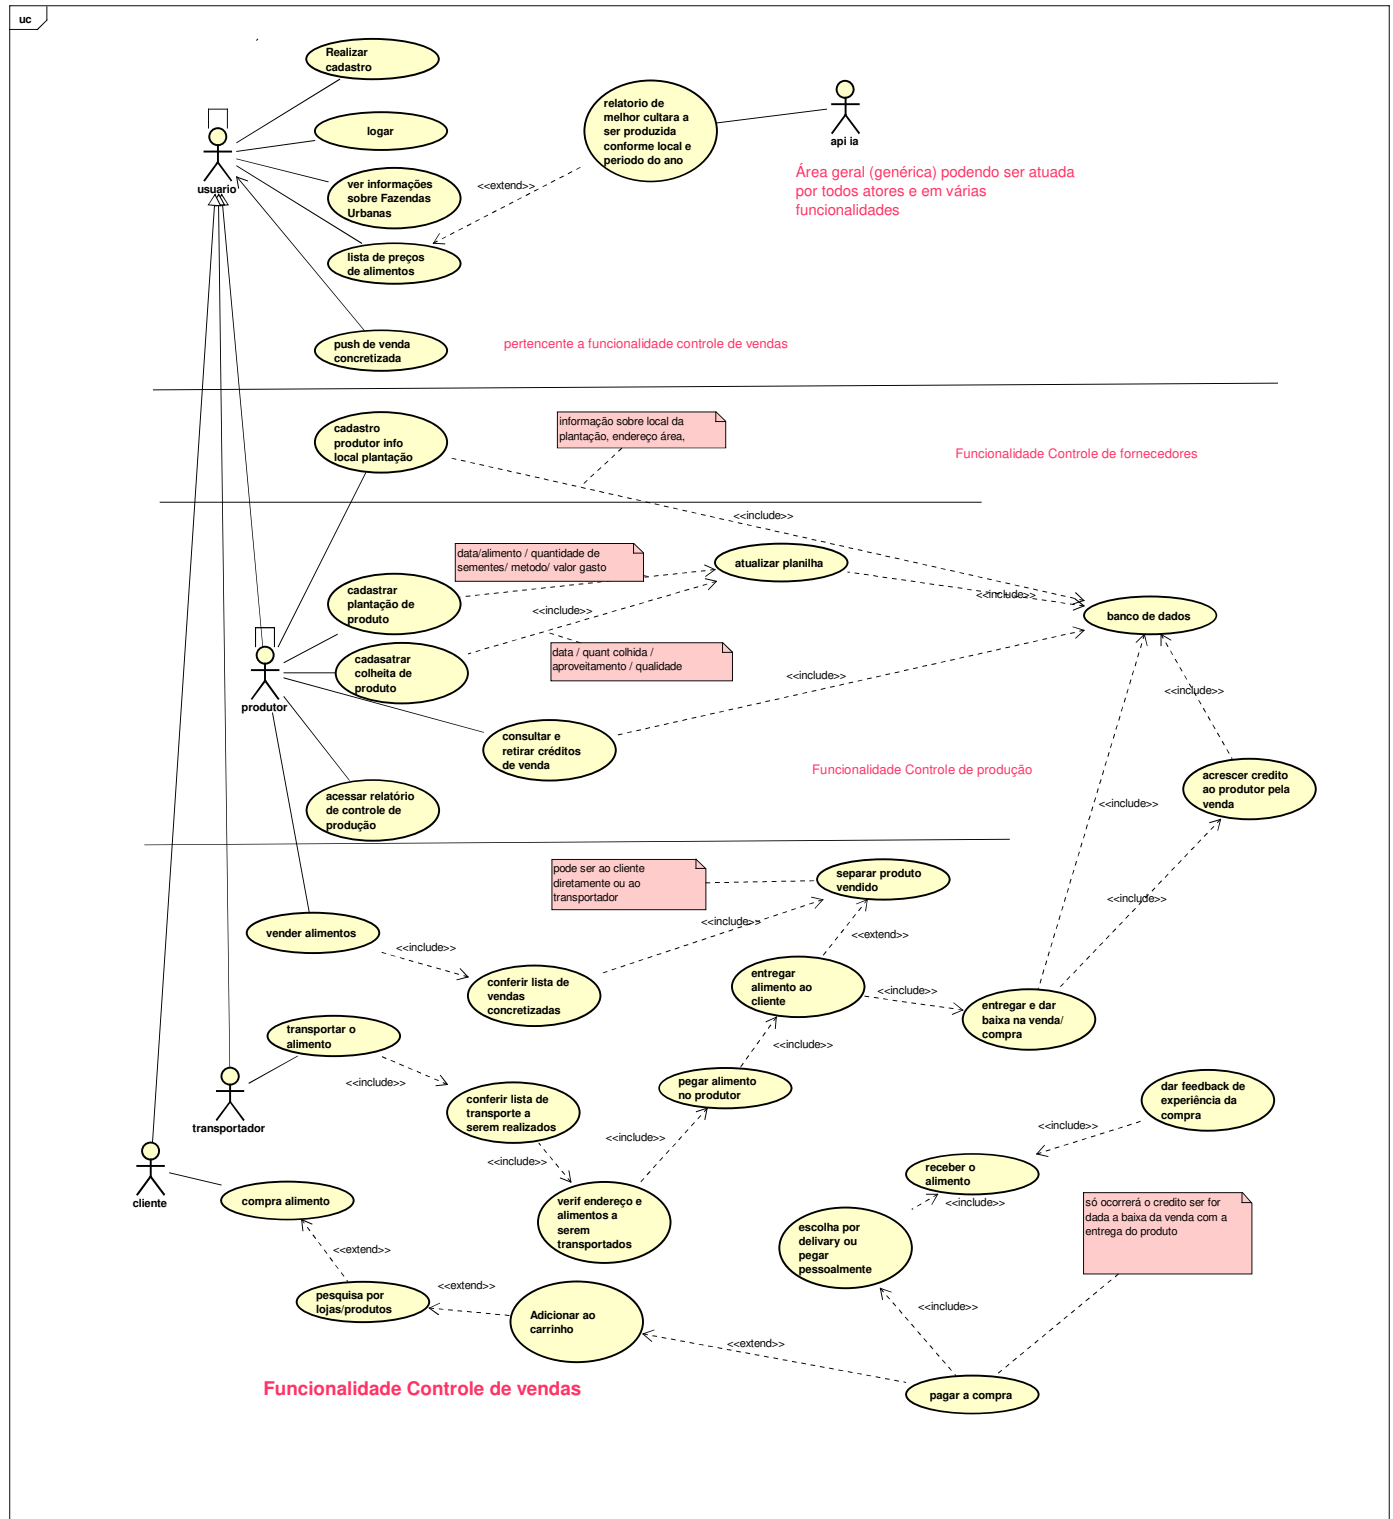 uc
Realizar
cadastro
logar
usuario
ver informações
sobre Fazendas
Urbanas
lista de preços
de alimentos
push de venda
concretizada
<<extend>>
relatorio de
melhor cultara a
ser produzida
conforme local e
periodo do ano
api ia
Área geral (genérica) podendo ser atuada
por todos atores e em várias
funcionalidades
pertencente a funcionalidade controle de vendas
cadastro
produtor info
local plantação
informação sobre local da
plantação, endereço área,
Funcionalidade Controle de fornecedores
<<include>>
data/alimento / quantidade de
sementes/ metodo/ valor gasto
atualizar planilha
cadastrar
plantação de
produto
<<include>>
<<include>>
banco de dados
produtor
cadasatrar
colheita de
produto
data / quant colhida /
aproveitamento / qualidade
<<include>>
<<include>>
consultar e
retirar créditos
de venda
Funcionalidade Controle de produção
acessar relatório
de controle de
produção
acrescer credito
ao produtor pela
venda
<<include>>
pode ser ao cliente
diretamente ou ao
transportador
separar produto
vendido
<<include>>
<<include>>
vender alimentos
<<include>>
<<extend>>
conferir lista de
vendas
concretizadas
entregar
alimento ao
cliente
<<include>>
entregar e dar
baixa na venda/
compra
transportar o
alimento
<<include>>
<<include>>
transportador
conferir lista de
transporte a
serem realizados
pegar alimento
no produtor
dar feedback de
experiência da
compra
<<include>>
<<include>>
<<include>>
cliente
compra alimento
verif endereço e
alimentos a
serem
transportados
receber o
alimento
<<include>>
só ocorrerá o credito ser for
dada a baixa da venda com a
entrega do produto
escolha por
delivary ou
pegar
pessoalmente
<<extend>>
<<extend>>
pesquisa por
lojas/produtos
Adicionar ao
carrinho
<<include>>
<<extend>>
pagar a compra
Funcionalidade Controle de vendas